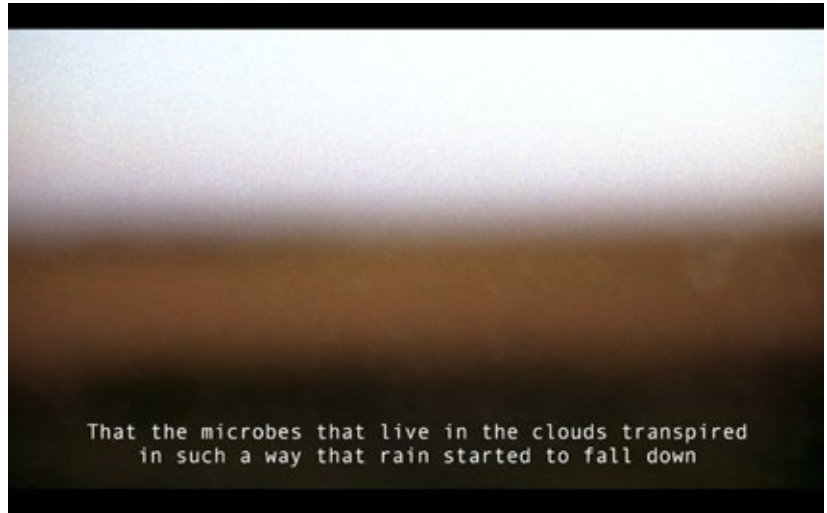 That the microbes that live in the clouds transpired
in such a way that rain started to fall down